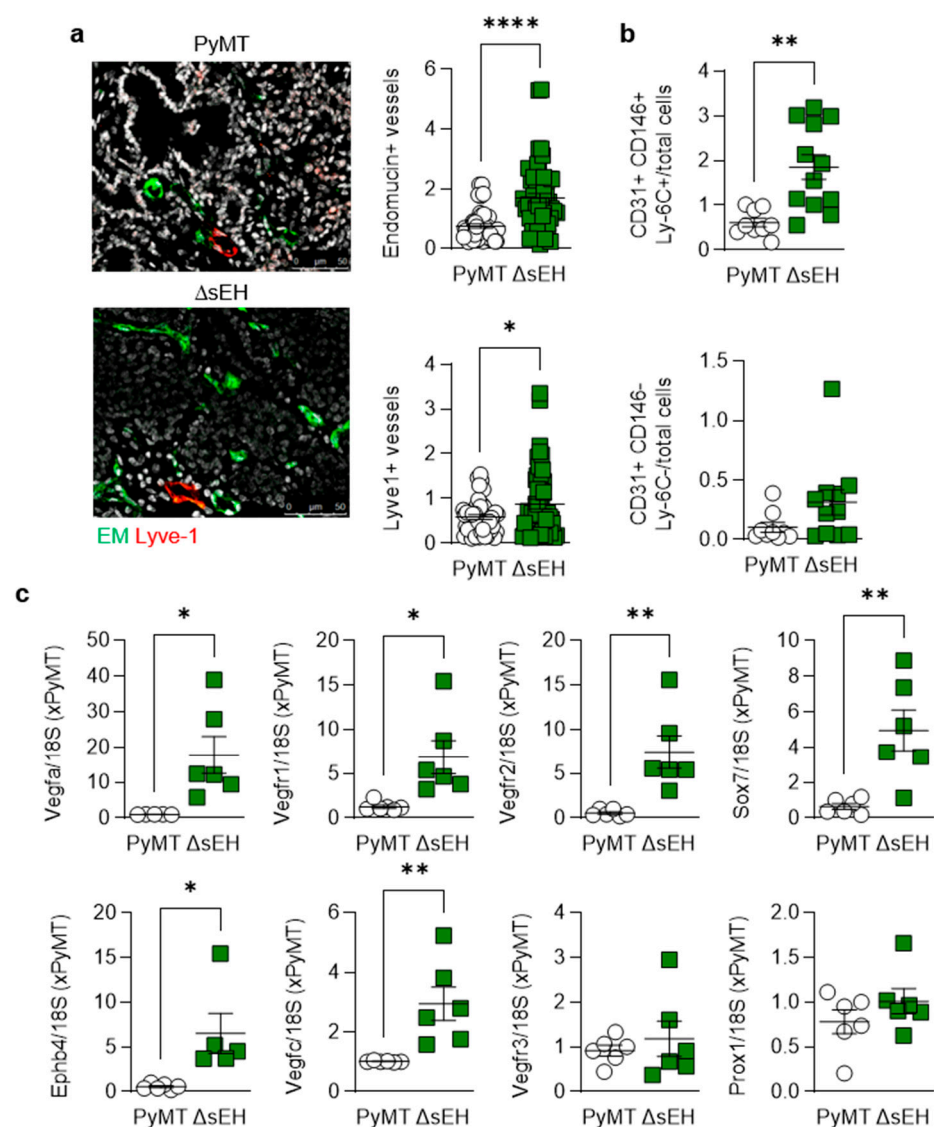 a
PyMT
0 µm 50
ΔsEH
0 µm 50
EM Lyve-1
****
Endomucin+ vessels
6
4
2
0
PyMT ΔsEH
*
Lyve1+ vessels
4
3
2
1
0
PyMT ΔsEH
b
**
CD31+ CD146+
Ly-6C+/total cells
4
3
2
1
0
PyMT ΔsEH
CD31+ CD146-
Ly-6C-/total cells
1.5
1.0
0.5
0.0
PyMT ΔsEH
c
*
Vegfa/18S (xPyMT)
50
40
30
20
10
0
PyMT ΔsEH
*
Vegfr1/18S (xPyMT)
20
15
10
5
0
PyMT ΔsEH
**
Vegfr2/18S (xPyMT)
20
15
10
5
0
PyMT ΔsEH
**
Sox7/18S (xPyMT)
10
8
6
4
2
0
PyMT ΔsEH
*
Ephb4/18S (xPyMT)
20
15
10
5
0
PyMT ΔsEH
**
Vegfc/18S (xPyMT)
6
4
2
0
PyMT ΔsEH
Vegfr3/18S (xPyMT)
4
3
2
1
0
PyMT ΔsEH
Prox1/18S (xPyMT)
2.0
1.5
1.0
0.5
0.0
PyMT ΔsEH